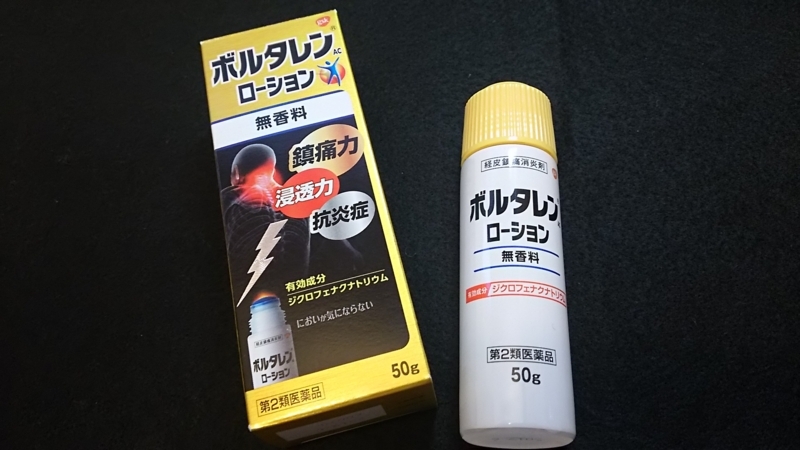 gsk
ボルタレン®
AC
ローション
無香料
鎮痛力
浸透力
抗炎症
有効成分
ジクロフェナクナトリウム
においが気にならない
ボルタレン
ローション
第2類医薬品
50g
経皮鎮痛消炎剤
ボルタレン
ローション
無香料
有効成分 ジクロフェナクナトリウム
第2類医薬品
50g